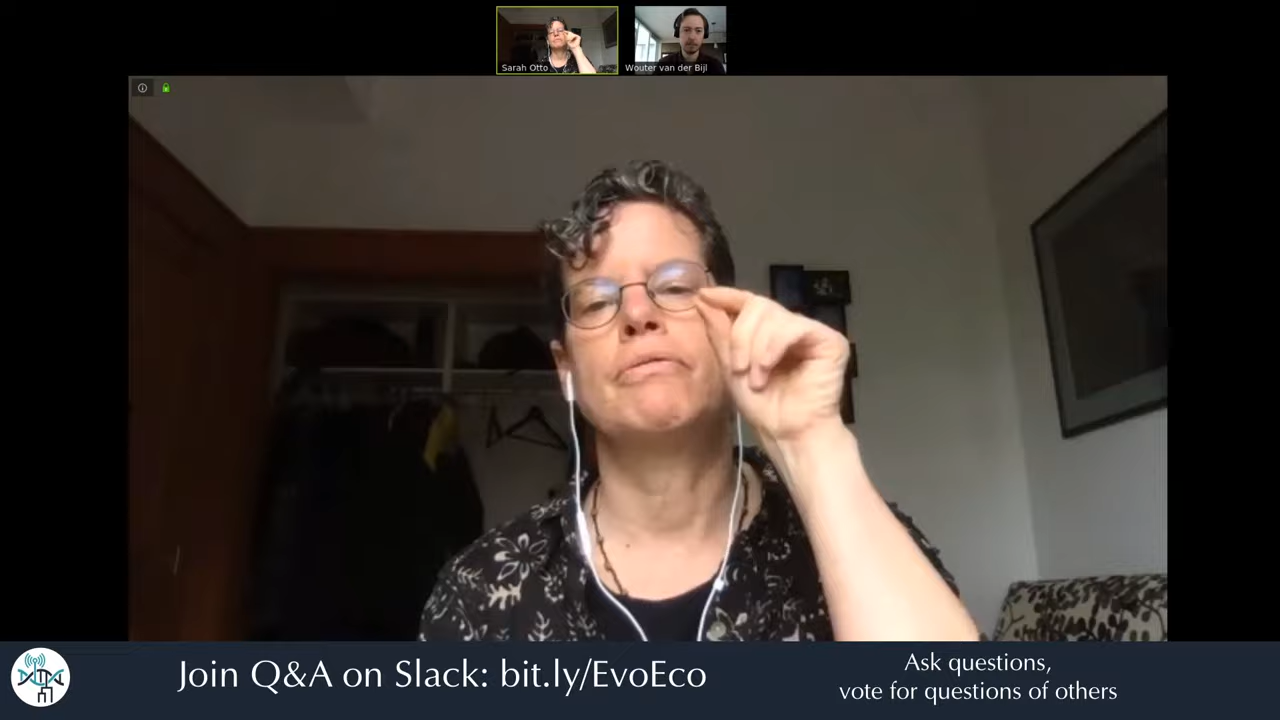 Sarah Otto
Wouter van der Bijl
Join Q&A on Slack: bit.ly/EvoEco
Ask questions,
vote for questions of others